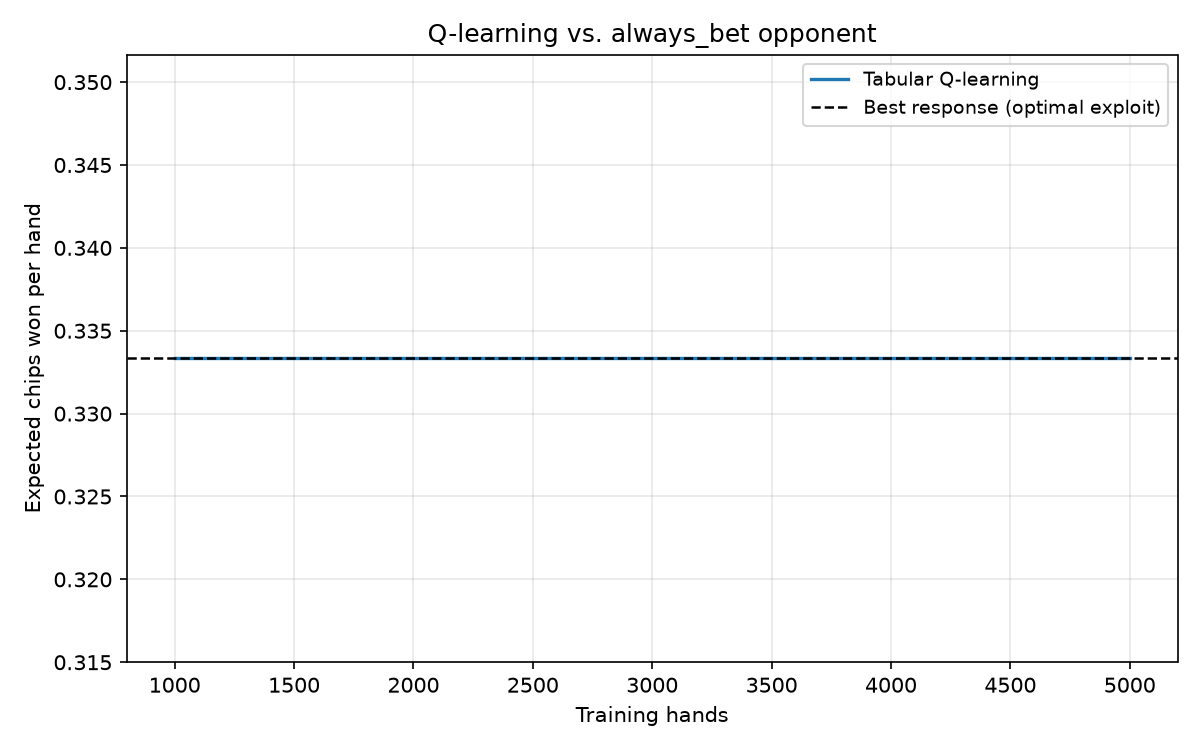 Q-learning vs. always_bet opponent
Tabular Q-learning
Best response (optimal exploit)
Expected chips won per hand
0.350
0.345
0.340
0.335
0.330
0.325
0.320
0.315
1000 1500 2000 2500 3000 3500 4000 4500 5000
Training hands